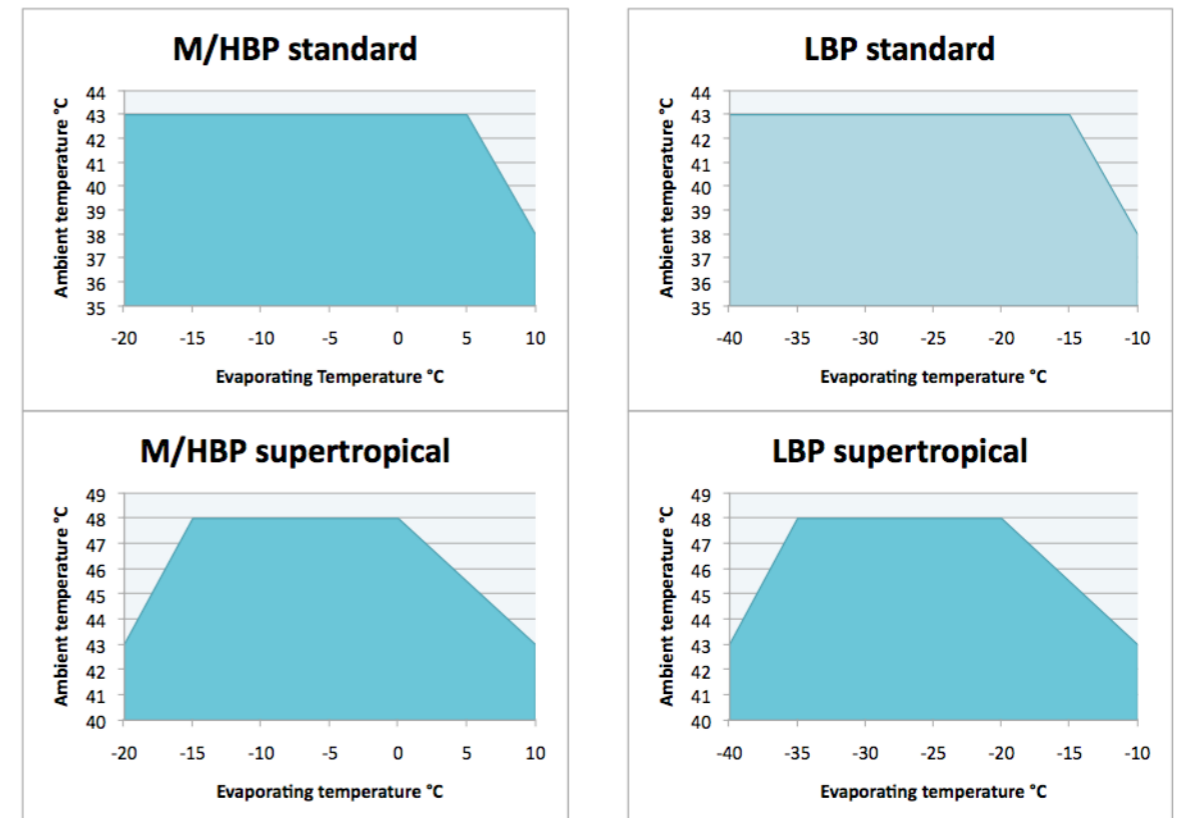 M/HBP standard
Ambient temperature °C
44
43
42
41
40
39
38
37
36
35
-20 -15 -10 -5 0 5 10
Evaporating Temperature °C
LBP standard
Ambient temperature °C
44
43
42
41
40
39
38
37
36
35
-40 -35 -30 -25 -20 -15 -10
Evaporating temperature °C
M/HBP supertropical
Ambient temperature °C
49
48
47
46
45
44
43
42
41
40
-20 -15 -10 -5 0 5 10
Evaporating temperature °C
LBP supertropical
Ambient temperature °C
49
48
47
46
45
44
43
42
41
40
-40 -35 -30 -25 -20 -15 -10
Evaporating temperature °C